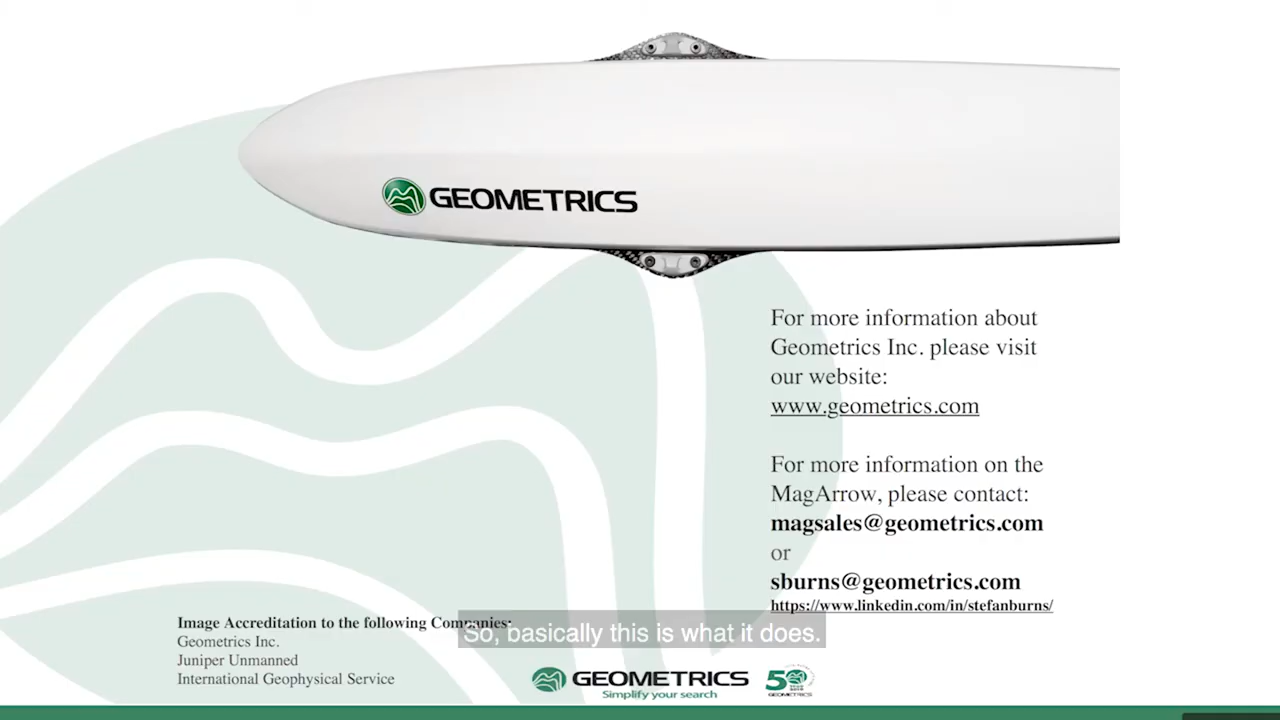 GEOMETRICS
For more information about
Geometrics Inc. please visit
our website:
www.geometrics.com
For more information on the
MagArrow, please contact:
magsales@geometrics.com
or
sburns@geometrics.com
https://www.linkedin.com/in/stefanburns/
Image Accreditation to the following Companies:
Geometrics Inc.
Juniper Unmanned
International Geophysical Service
So, basically this is what it does.
GEOMETRICS
Simplify your search
50
GEOMETRICS